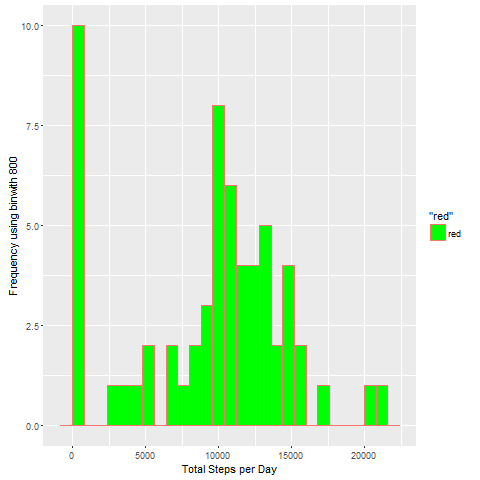 10.0
7.5
5.0
2.5
0.0
Frequency using binwith 800
0
5000
10000
15000
20000
Total Steps per Day
"red"
red